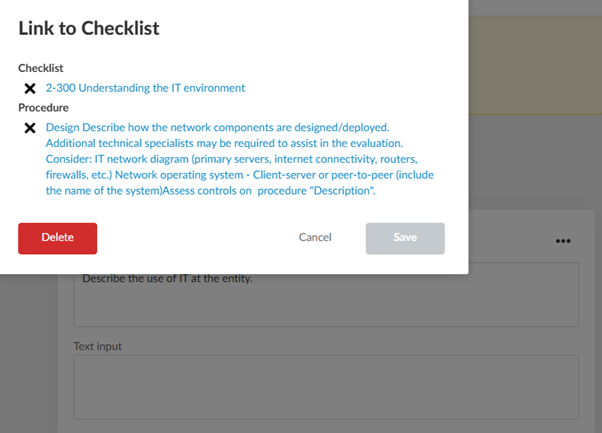 Link to Checklist
Checklist
2-300 Understanding the IT environment
Procedure
Design Describe how the network components are designed/deployed.
Additional technical specialists may be required to assist in the evaluation.
Consider: IT network diagram (primary servers, internet connectivity, routers,
firewalls, etc.) Network operating system - Client-server or peer-to-peer (include
the name of the system)Assess controls on  procedure "Description".
Delete
Cancel
Save
Describe the use of IT at the entity.
Text input